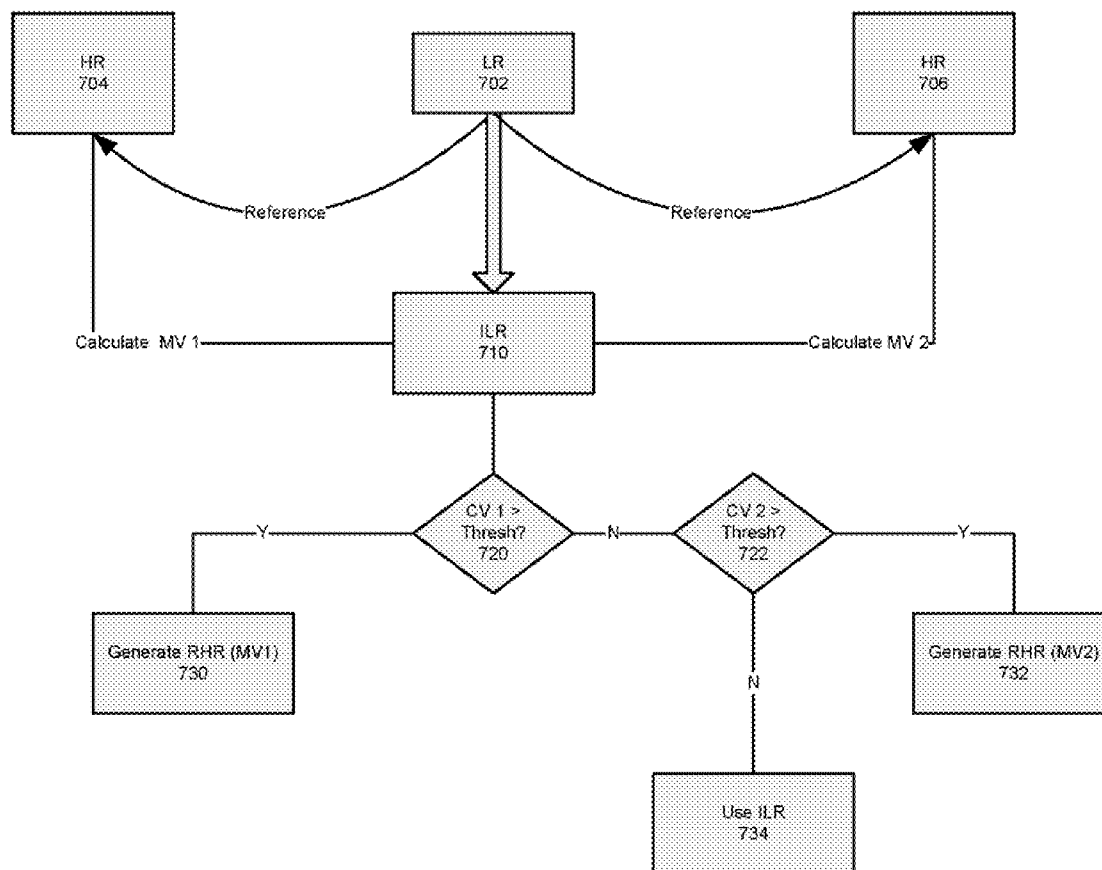 HR
704
LR
702
HR
706
Reference
Reference
Calculate MV 1
ILR
710
Calculate MV 2
CV 1 >
Thresh?
720
CV 2 >
Thresh?
722
Y
N
Y
Generate RHR (MV1)
730
Generate RHR (MV2)
732
N
Use ILR
734